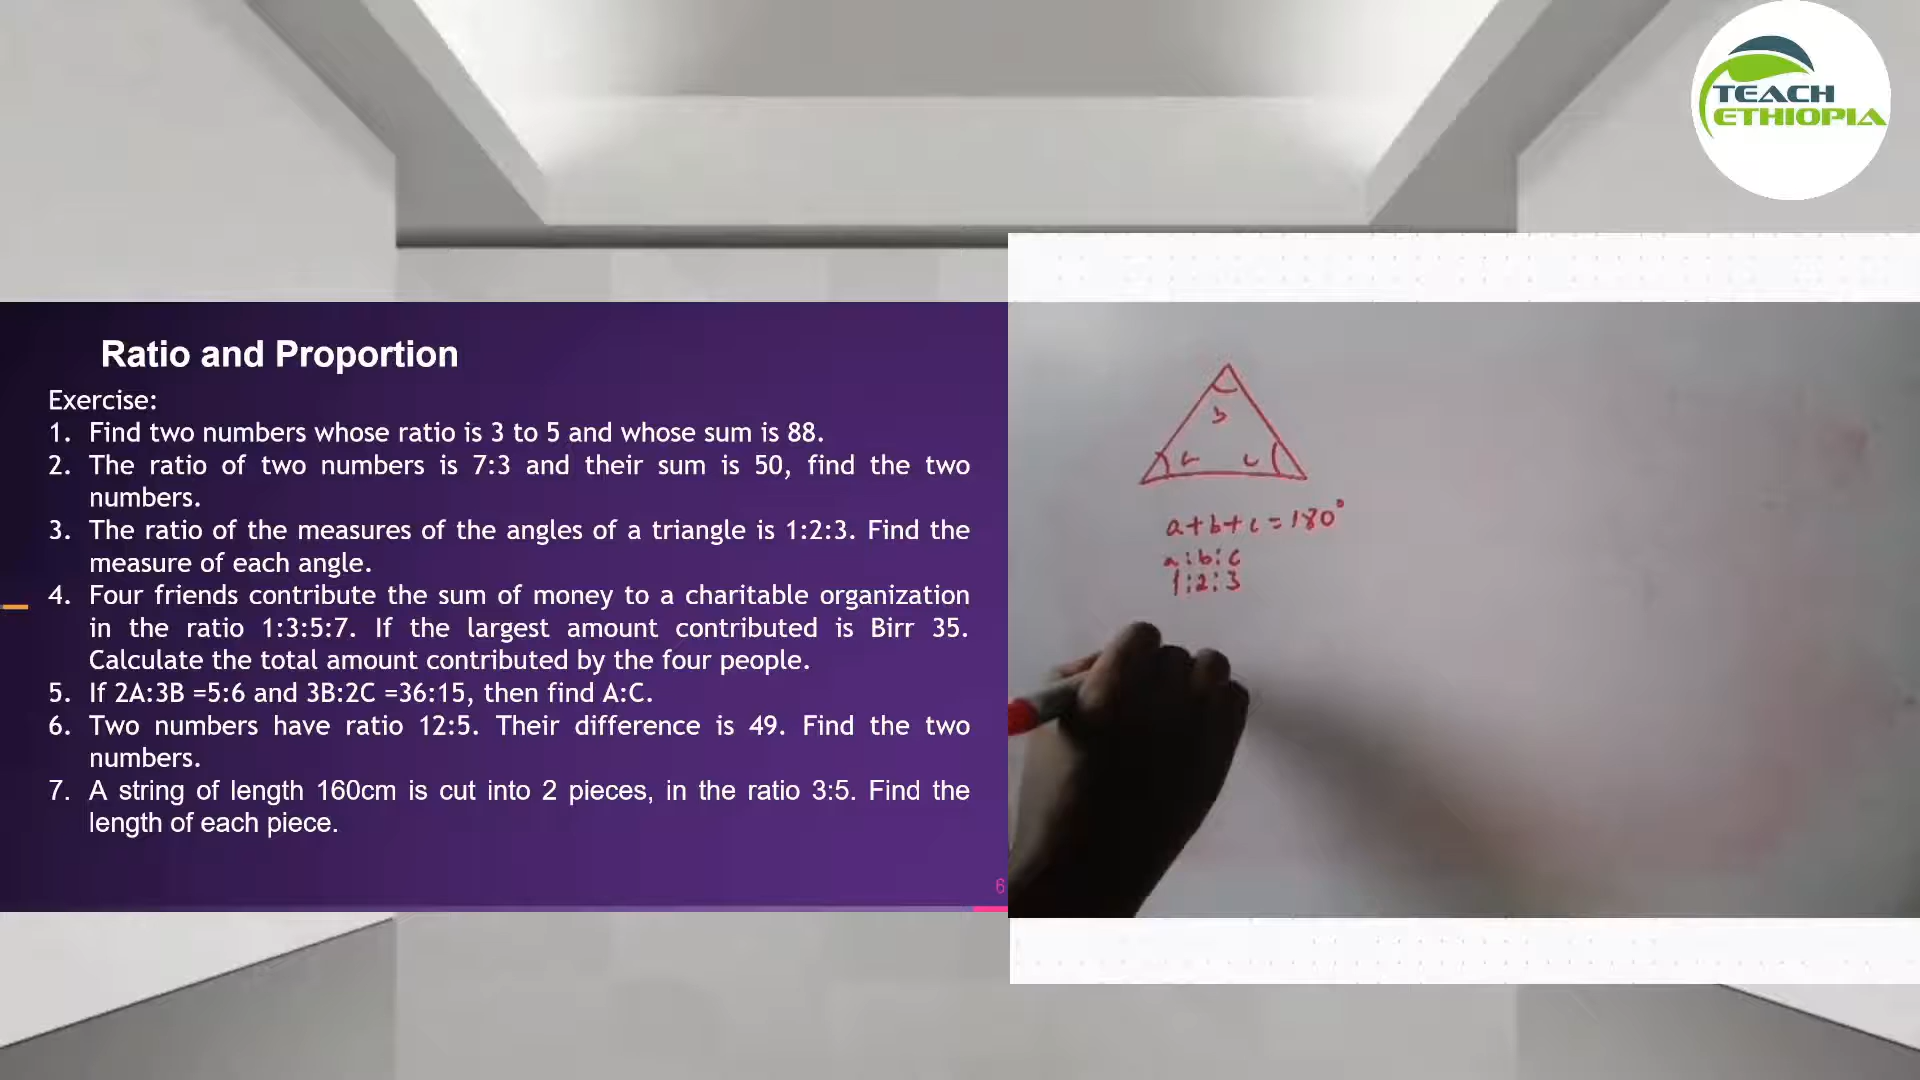 TEACH
ETHIOPIA
Ratio and Proportion
Exercise:
1. Find two numbers whose ratio is 3 to 5 and whose sum is 88.
2. The ratio of two numbers is 7:3 and their sum is 50, find the two
numbers.
3. The ratio of the measures of the angles of a triangle is 1:2:3. Find the
measure of each angle.
4. Four friends contribute the sum of money to a charitable organization
in the ratio 1:3:5:7. If the largest amount contributed is Birr 35.
Calculate the total amount contributed by the four people.
5. If 2A:3B =5:6 and 3B:2C =36:15, then find A:C.
6. Two numbers have ratio 12:5. Their difference is 49. Find the two
numbers.
7. A string of length 160cm is cut into 2 pieces, in the ratio 3:5. Find the
length of each piece.
6
b
a c
a+b+c=180°
a:b:c
1:2:3